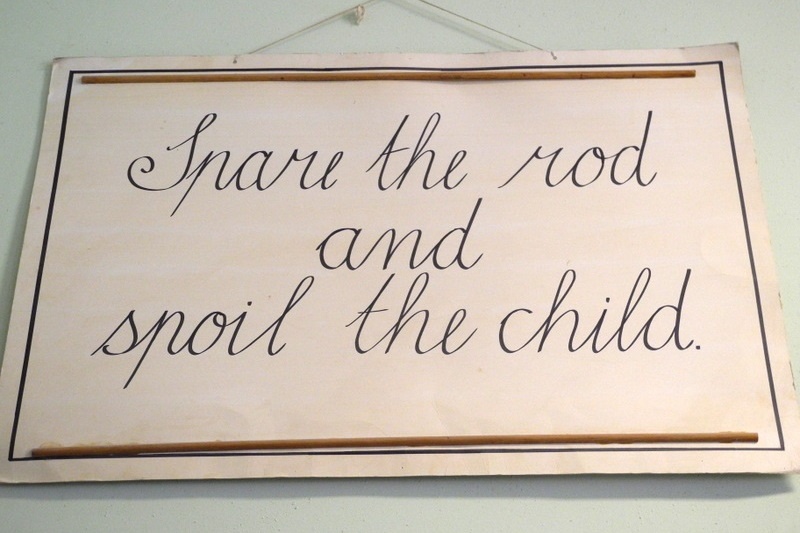 Spare the rod
and
spoil the child.